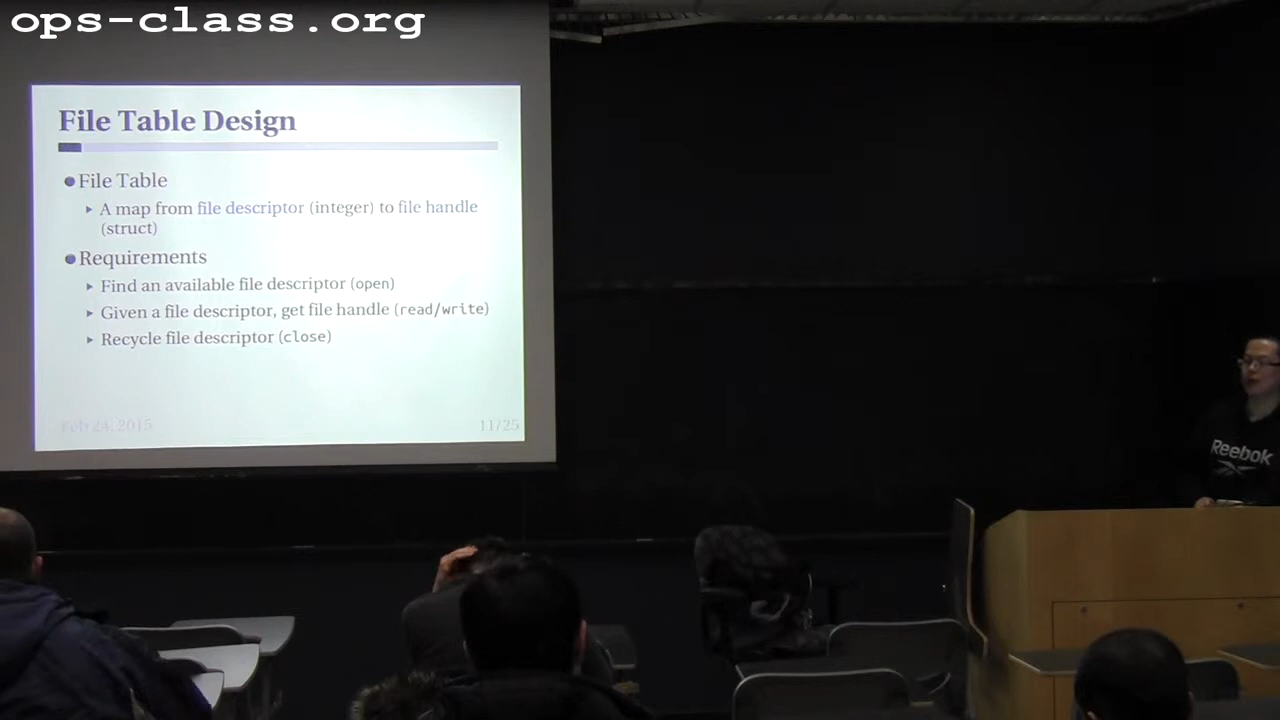 ops-class.org
File Table Design
File Table
A map from file descriptor (integer) to file handle
(struct)
Requirements
Find an available file descriptor (open)
Given a file descriptor, get file handle (read/write)
Recycle file descriptor (close)
Feb 24, 2015
11/25
Reebok